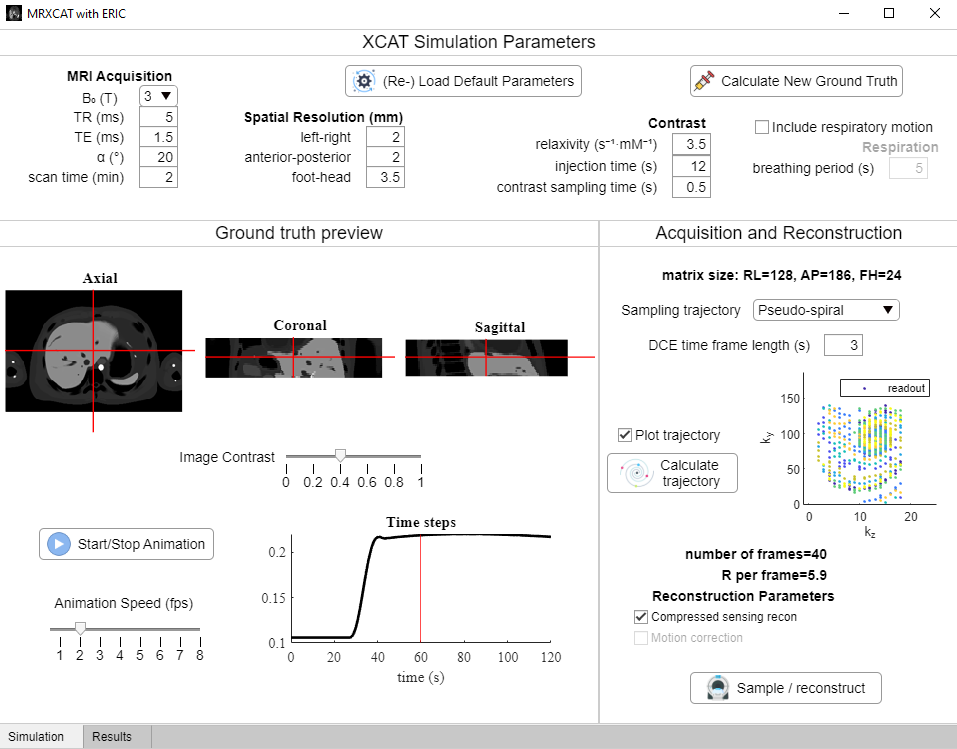 MRXCAT with ERIC
XCAT Simulation Parameters
MRI Acquisition
B₀ (T) 3
TR (ms) 5
TE (ms) 1.5
α (°) 20
scan time (min) 2
(Re-) Load Default Parameters
Spatial Resolution (mm)
left-right 2
anterior-posterior 2
foot-head 3.5
Calculate New Ground Truth
Contrast
relaxivity (s⁻¹·mM⁻¹) 3.5
injection time (s) 12
contrast sampling time (s) 0.5
Include respiratory motion
Respiration
breathing period (s) 5
Ground truth preview
Axial
Coronal
Sagittal
Image Contrast
0 0.2 0.4 0.6 0.8 1
Start/Stop Animation
Animation Speed (fps)
1 2 3 4 5 6 7 8
Time steps
0.2
0.15
0.1
0 20 40 60 80 100 120
time (s)
Acquisition and Reconstruction
matrix size: RL=128, AP=186, FH=24
Sampling trajectory Pseudo-spiral
DCE time frame length (s) 3
Plot trajectory
Calculate
trajectory
readout
150
100
50
0
k_y
0 10 20
k_z
number of frames=40
R per frame=5.9
Reconstruction Parameters
Compressed sensing recon
Motion correction
Sample / reconstruct
Simulation Results